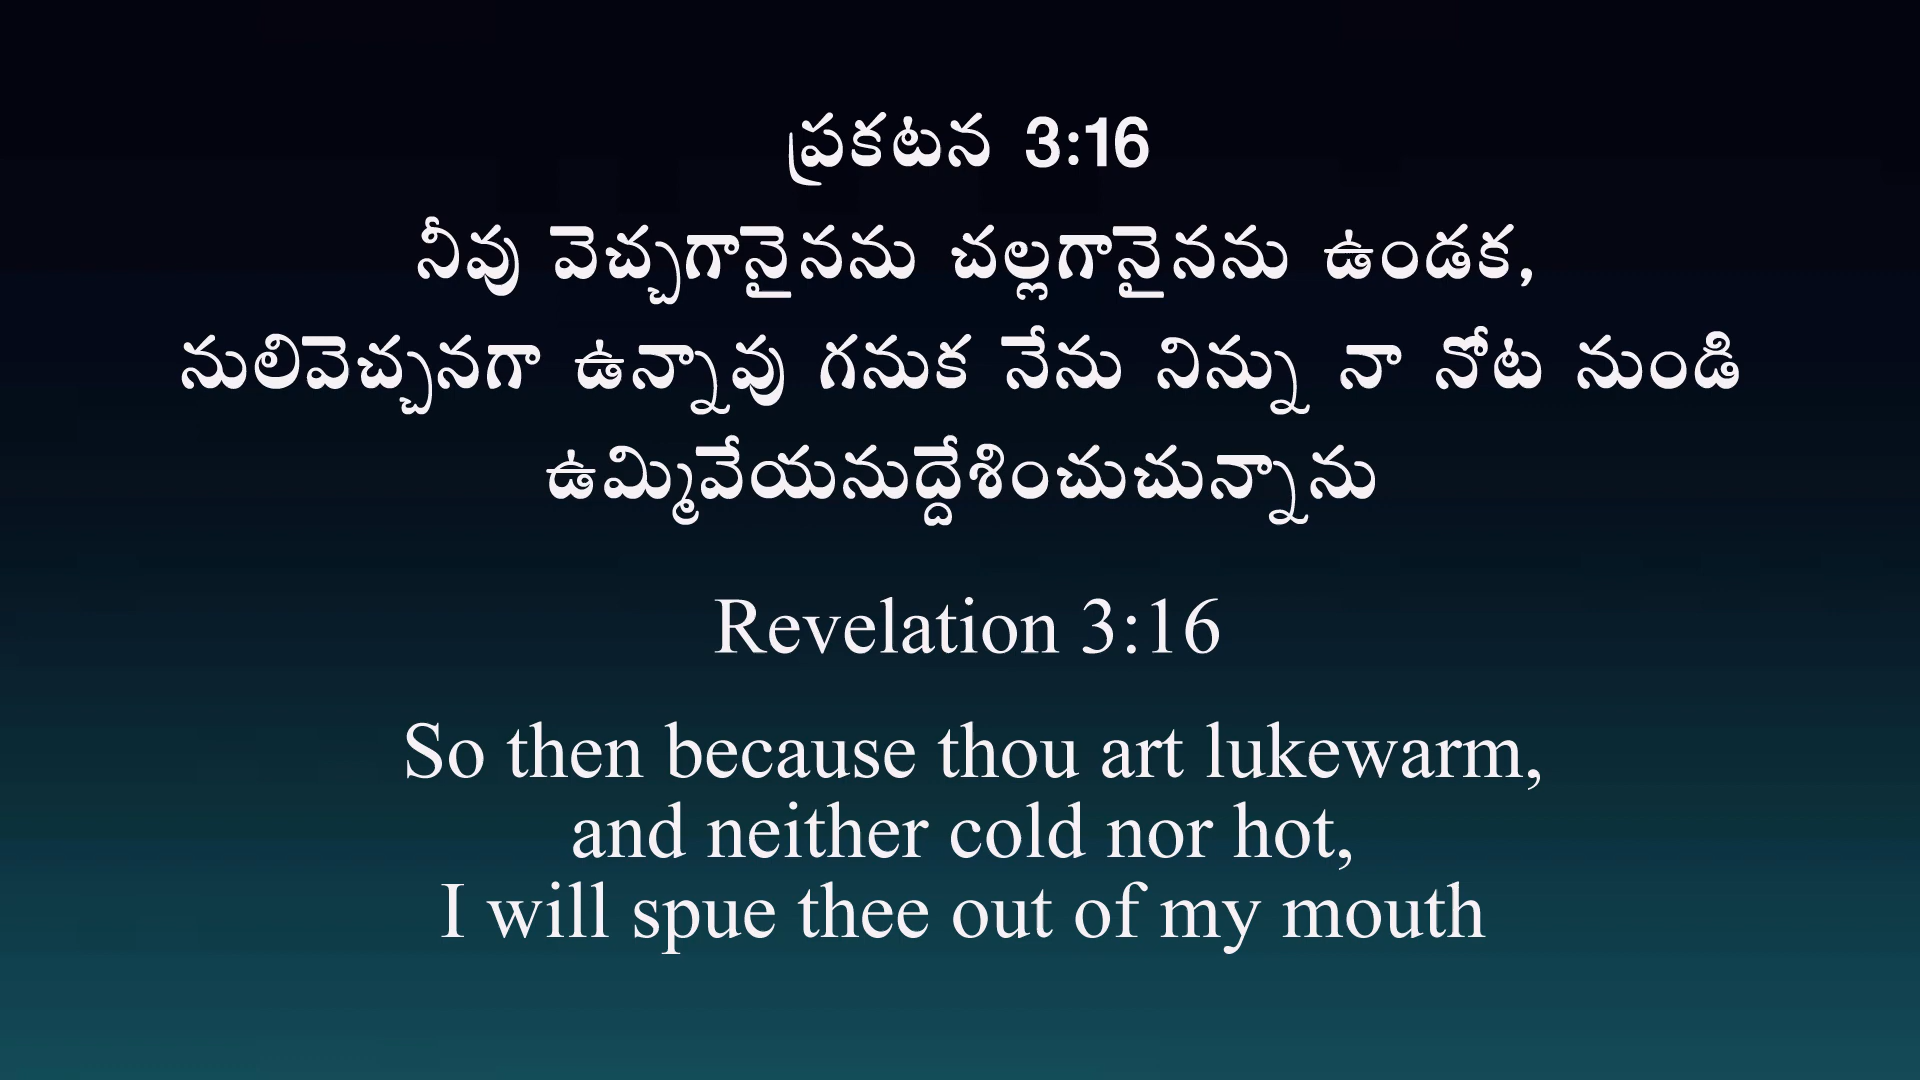 ప్రకటన 3:16
నీవు వెచ్చగానైనను చల్లగానైనను ఉండక,
నులివెచ్చనగా ఉన్నావు గనుక నేను నిన్ను నా నోట నుండి
ఉమ్మివేయనుద్దేశించుచున్నాను
Revelation 3:16
So then because thou art lukewarm,
and neither cold nor hot,
I will spue thee out of my mouth